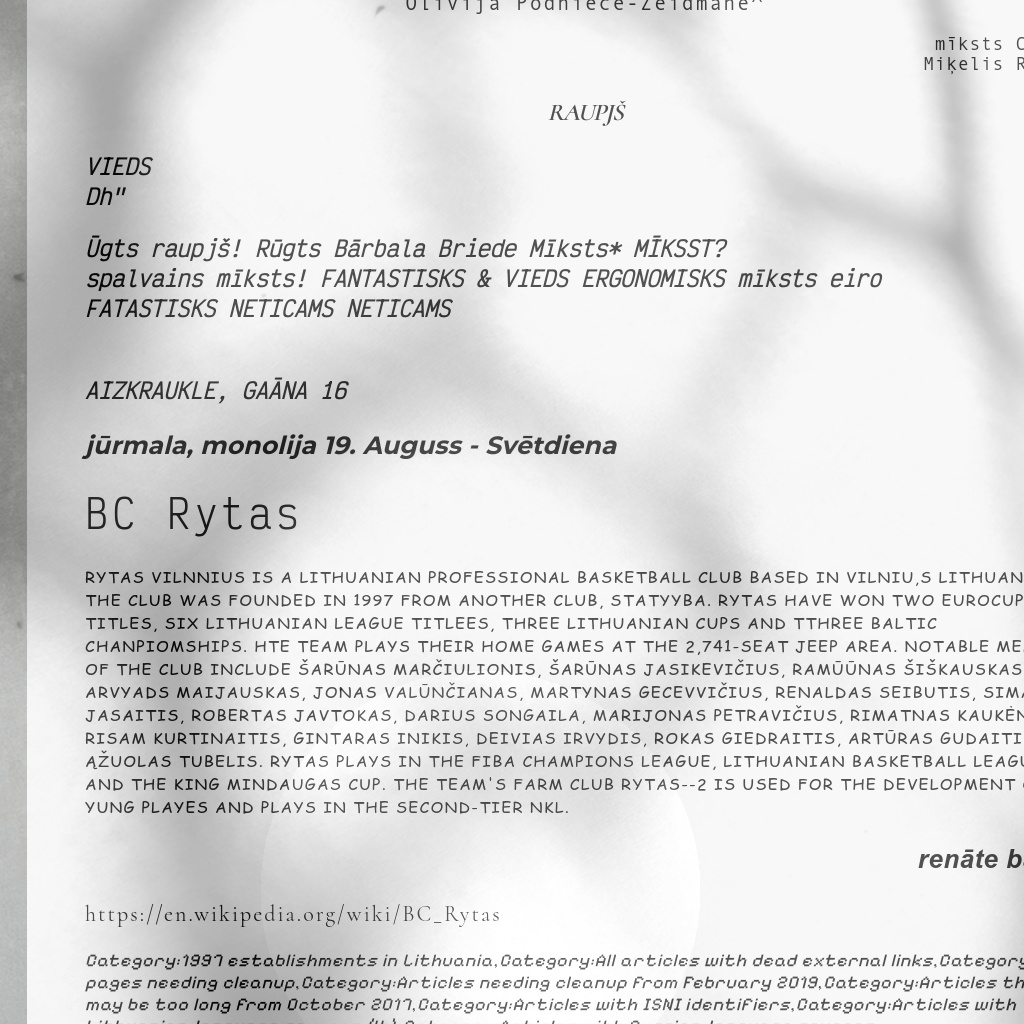 Olivija Podniece-Zeidmane^
mīksts
Miķelis
RAUPJŠ
VIEDS
Dh"
Ūgts raupjš! Rūgts Bārbala Briede Mīksts* MĪKSST?
spalvains mīksts! FANTASTISKS & VIEDS ERGONOMISKS mīksts eiro
FATASTISKS NETICAMS NETICAMS
AIZKRAUKLE, GAĀNA 16
jūrmala, monolija 19. Auguss - Svētdiena
BC Rytas
RYTAS VILNNIUS IS A LITHUANIAN PROFESSIONAL BASKETBALL CLUB BASED IN VILNIU,S
THE CLUB WAS FOUNDED IN 1997 FROM ANOTHER CLUB, STATYYBA. RYTAS HAVE WON TWO EUROCUP
TITLES, SIX LITHUANIAN LEAGUE TITLEES, THREE LITHUANIAN CUPS AND TTHREE BALTIC
CHANPIOMSHIPS. HTE TEAM PLAYS THEIR HOME GAMES AT THE 2,741-SEAT JEEP AREA. NOTABLE
OF THE CLUB INCLUDE ŠARŪNAS MARČIULIONIS, ŠARŪNAS JASIKEVIČIUS, RAMŪŪNAS ŠIŠKAUSKAS
ARVYADS MAIJAUSKAS, JONAS VALŪNČIANAS, MARTYNAS GECEVVIČIUS, RENALDAS SEIBUTIS,
JASAITIS, ROBERTAS JAVTOKAS, DARIUS SONGAILA, MARIJONAS PETRAVIČIUS, RIMATNAS
RISAM KURTINAITIS, GINTARAS INIKIS, DEIVIAS IRVYDIS, ROKAS GIEDRAITIS, ARTŪRAS
ĄŽUOLAS TUBELIS. RYTAS PLAYS IN THE FIBA CHAMPIONS LEAGUE, LITHUANIAN BASKETBALL
AND THE KING MINDAUGAS CUP. THE TEAM'S FARM CLUB RYTAS--2 IS USED FOR THE DEVELOPMENT
YUNG PLAYES AND PLAYS IN THE SECOND-TIER NKL.
renāte
https://en.wikipedia.org/wiki/BC_Rytas
Category:1997 establishments in Lithuania,Category:All articles with dead external links,Category
pages needing cleanup,Category:Articles needing cleanup from February 2019,Category:Articles
may be too long from October 2017,Category:Articles with ISNI identifiers,Category:Articles with